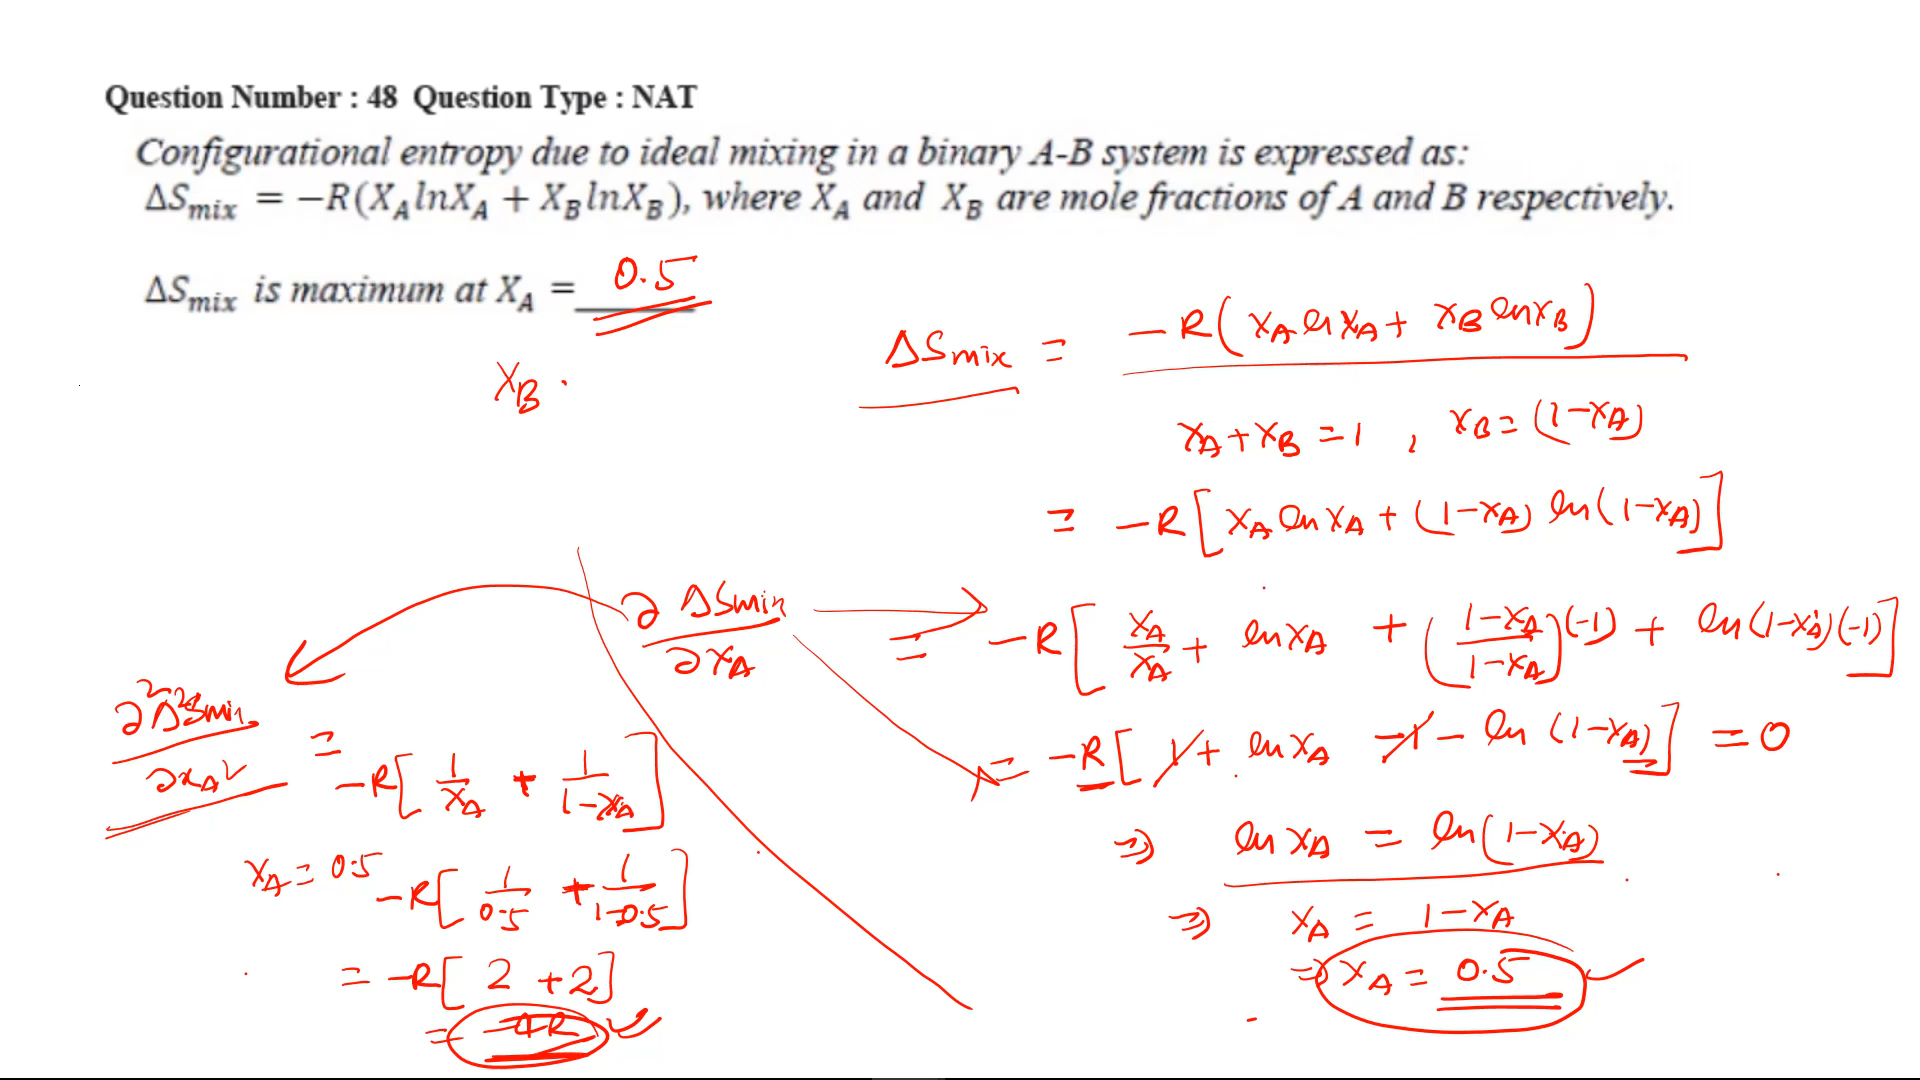 Question Number : 48 Question Type : NAT
Configurational entropy due to ideal mixing in a binary A-B system is expressed as:
ΔS_mix = −R(X_A lnX_A + X_B lnX_B), where X_A and X_B are mole fractions of A and B respectively.
ΔS_mix is maximum at X_A = 0.5
X_B .
ΔSmix = −R(X_A ln X_A + X_B ln X_B)
X_A + X_B = 1 , X_B = (1−X_A)
= −R[X_A ln X_A + (1−X_A) ln(1−X_A)]
∂ΔSmix/∂X_A = −R[X_A/X_A + ln X_A + (1−X_A/1−X_A)(−1) + ln(1−X_A)(−1)]
= −R[1 + ln X_A − 1 − ln(1−X_A)] = 0
⇒ ln X_A = ln(1−X_A)
⇒ X_A = 1−X_A
⇒ X_A = 0.5
∂²ΔSmix/∂X_A² = −R[1/X_A + 1/1−X_A]
X_A = 0.5 −R[1/0.5 + 1/1−0.5]
= −R[2 + 2]
= −4R